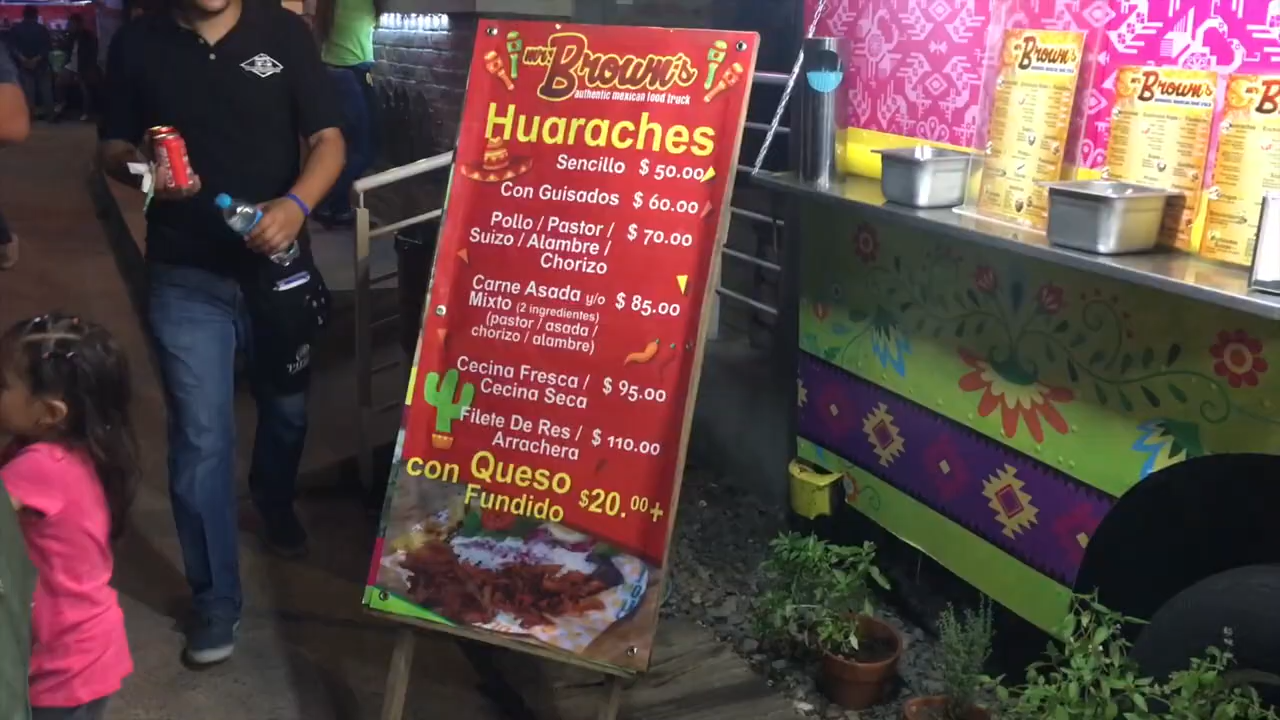 Mr. Brown's
authentic mexican food truck
Huaraches
Sencillo $ 50.00
Con Guisados $ 60.00
Pollo / Pastor / $ 70.00
Suizo / Alambre /
Chorizo
Carne Asada y/o $ 85.00
Mixto (2 ingredientes)
(pastor / asada /
chorizo / alambre)
Cecina Fresca / $ 95.00
Cecina Seca
Filete De Res / $ 110.00
Arrachera
con Queso $20.00+
Fundido
Brown's
Brown's
Brown's